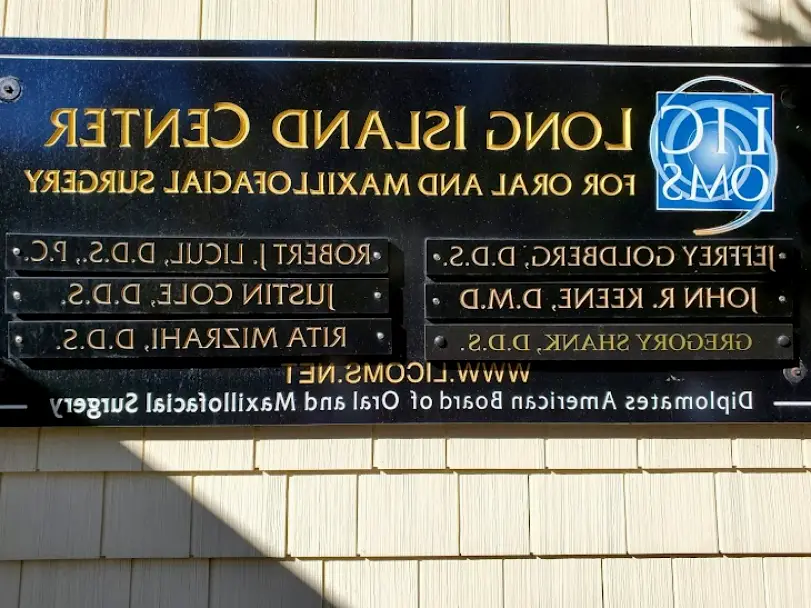 LIC
OMS
LONG ISLAND CENTER
FOR ORAL AND MAXILLOFACIAL SURGERY
JEFFREY GOLDBERG, D.D.S.
ROBERT J. LICUL, D.D.S., P.C.
JOHN R. KEENE, D.M.D
JUSTIN COLE, D.D.S.
GREGORY SHANK, D.D.S.
RITA MIZRAHI, D.D.S.
WWW.LICOMS.NET
Diplomates American Board of Oral and Maxillofacial Surgery